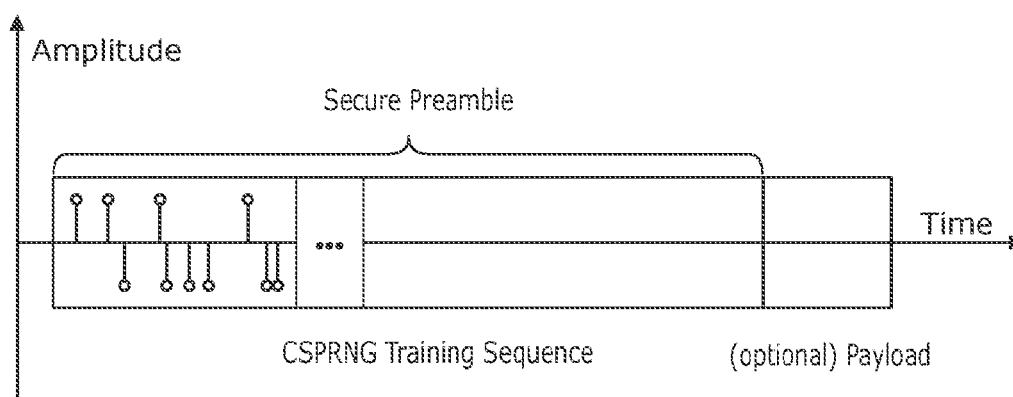 Amplitude
Secure Preamble
Time
CSPRNG Training Sequence
(optional) Payload